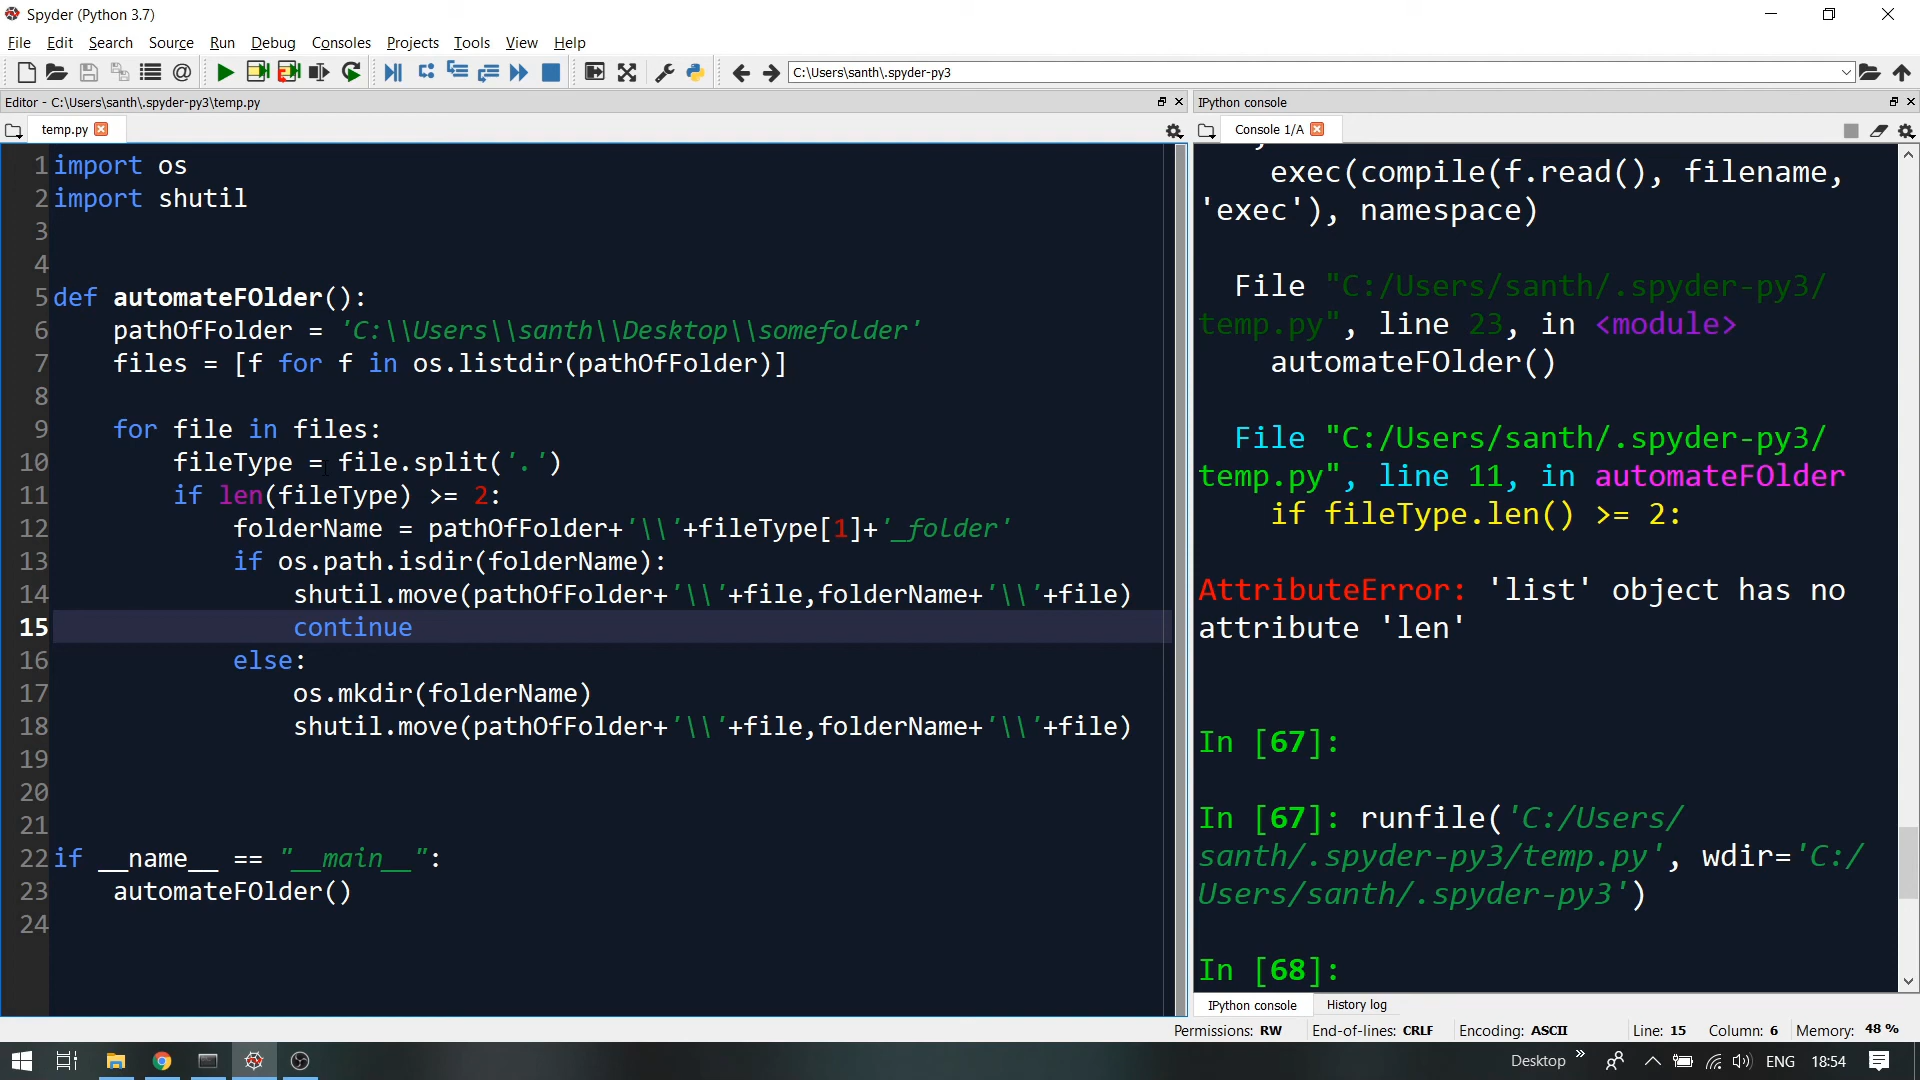 Spyder (Python 3.7)
File Edit Search Source Run Debug Consoles Projects Tools View Help
C:\Users\santh\.spyder-py3
Editor - C:\Users\santh\.spyder-py3\temp.py
temp.py
1 import os
2 import shutil
3
4
5 def automateFOlder():
6     pathOfFolder = 'C:\\Users\\santh\\Desktop\\somefolder'
7     files = [f for f in os.listdir(pathOfFolder)]
8
9     for file in files:
10         fileType = file.split('.')
11         if len(fileType) >= 2:
12             folderName = pathOfFolder+'\\'+fileType[1]+'_folder'
13             if os.path.isdir(folderName):
14                 shutil.move(pathOfFolder+'\\'+file,folderName+'\\'+file)
15                 continue
16             else:
17                 os.mkdir(folderName)
18                 shutil.move(pathOfFolder+'\\'+file,folderName+'\\'+file)
19
20
21
22 if __name__ == "__main__":
23     automateFOlder()
24
IPython console
Console 1/A
exec(compile(f.read(), filename,
'exec'), namespace)
File "C:/Users/santh/.spyder-py3/
temp.py", line 23, in <module>
automateFOlder()
File "C:/Users/santh/.spyder-py3/
temp.py", line 11, in automateFOlder
if fileType.len() >= 2:
AttributeError: 'list' object has no
attribute 'len'
In [67]:
In [67]: runfile('C:/Users/
santh/.spyder-py3/temp.py', wdir='C:/
Users/santh/.spyder-py3')
In [68]:
IPython console History log
Permissions: RW End-of-lines: CRLF Encoding: ASCII Line: 15 Column: 6 Memory: 48 %
Desktop » ENG 18:54